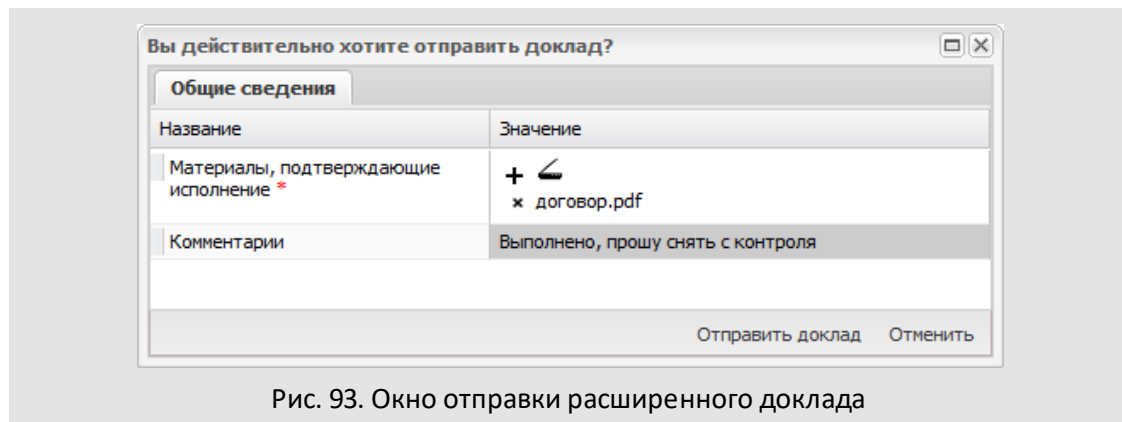 Вы действительно хотите отправить доклад?
Общие сведения
Название Значение
Материалы, подтверждающие
исполнение *
договор.pdf
Комментарии Выполнено, прошу снять с контроля
Отправить доклад Отменить
Рис. 93. Окно отправки расширенного доклада